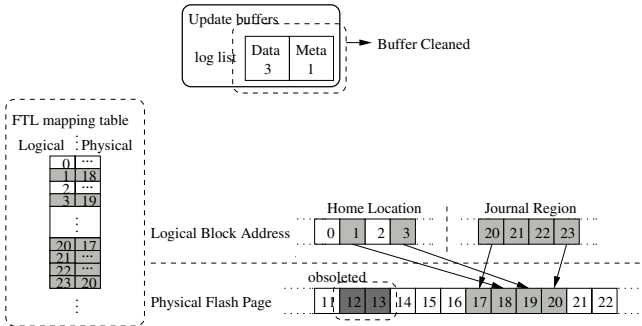 Update buffers
log list
Data
3
Meta
1
Buffer Cleaned
FTL mapping table
Logical : Physical
0 ...
1 18
2 ...
3 19
:
20 17
21 ...
22 ...
23 20
:
Home Location
Journal Region
Logical Block Address
0 1 2 3
20 21 22 23
obsoleted
Physical Flash Page
11 12 13 14 15 16 17 18 19 20 21 22